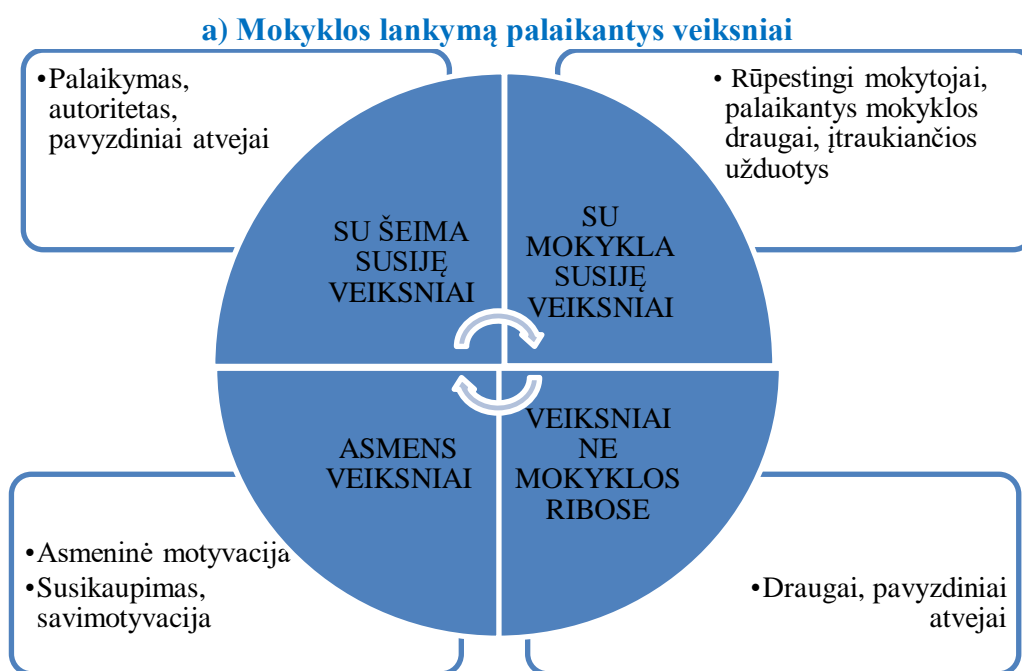 a) Mokyklos lankymą palaikantys veiksniai
•Palaikymas,
autoritetas,
pavyzdiniai atvejai
• Rūpestingi mokytojai,
palaikantys mokyklos
draugai, įtraukiančios
užduotys
SU ŠEIMA
SUSIJĘ
VEIKSNIAI
SU
MOKYKLA
SUSIJĘ
VEIKSNIAI
ASMENS
VEIKSNIAI
VEIKSNIAI
NE
MOKYKLOS
RIBOSE
•Asmeninė motyvacija
•Susikaupimas,
savimotyvacija
•Draugai, pavyzdiniai
atvejai